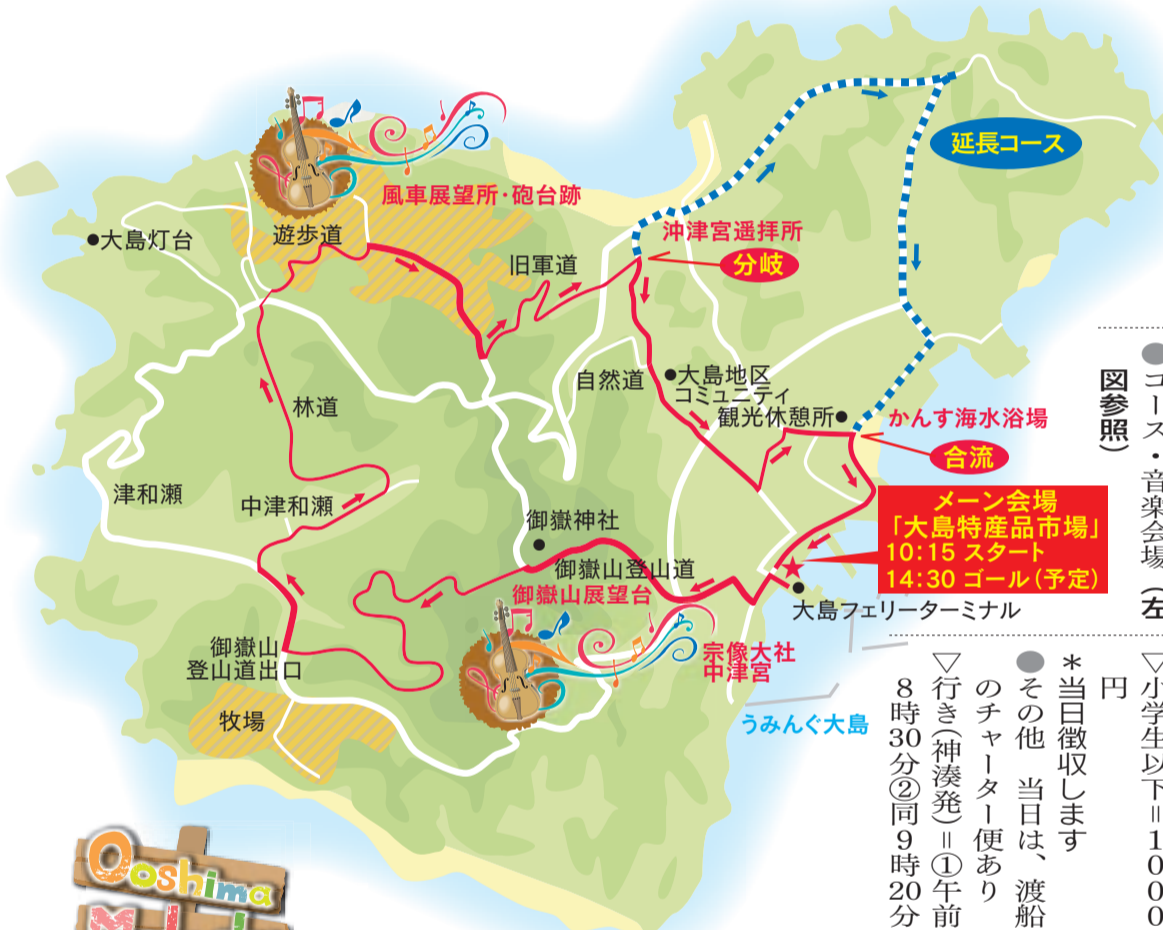 風車展望所・砲台跡
大島灯台
遊歩道
旧軍道
沖津宮遥拝所
分岐
延長コース
自然道
大島地区
コミュニティ
観光休憩所
かんす海水浴場
合流
林道
津和瀬
中津和瀬
御嶽神社
御嶽山登山道
御嶽山展望台
メーン会場
「大島特産品市場」
10:15 スタート
14:30 ゴール(予定)
大島フェリーターミナル
宗像大社
中津宮
御嶽山
登山道出口
牧場
うみんぐ大島
Ooshima
●コース・音楽会場(左
図参照)
▽小学生以下=1000
円
*当日徴収します
●その他 当日は、渡船
のチャーター便あり
▽行き(神湊発)=①午前
8時30分②同9時20分